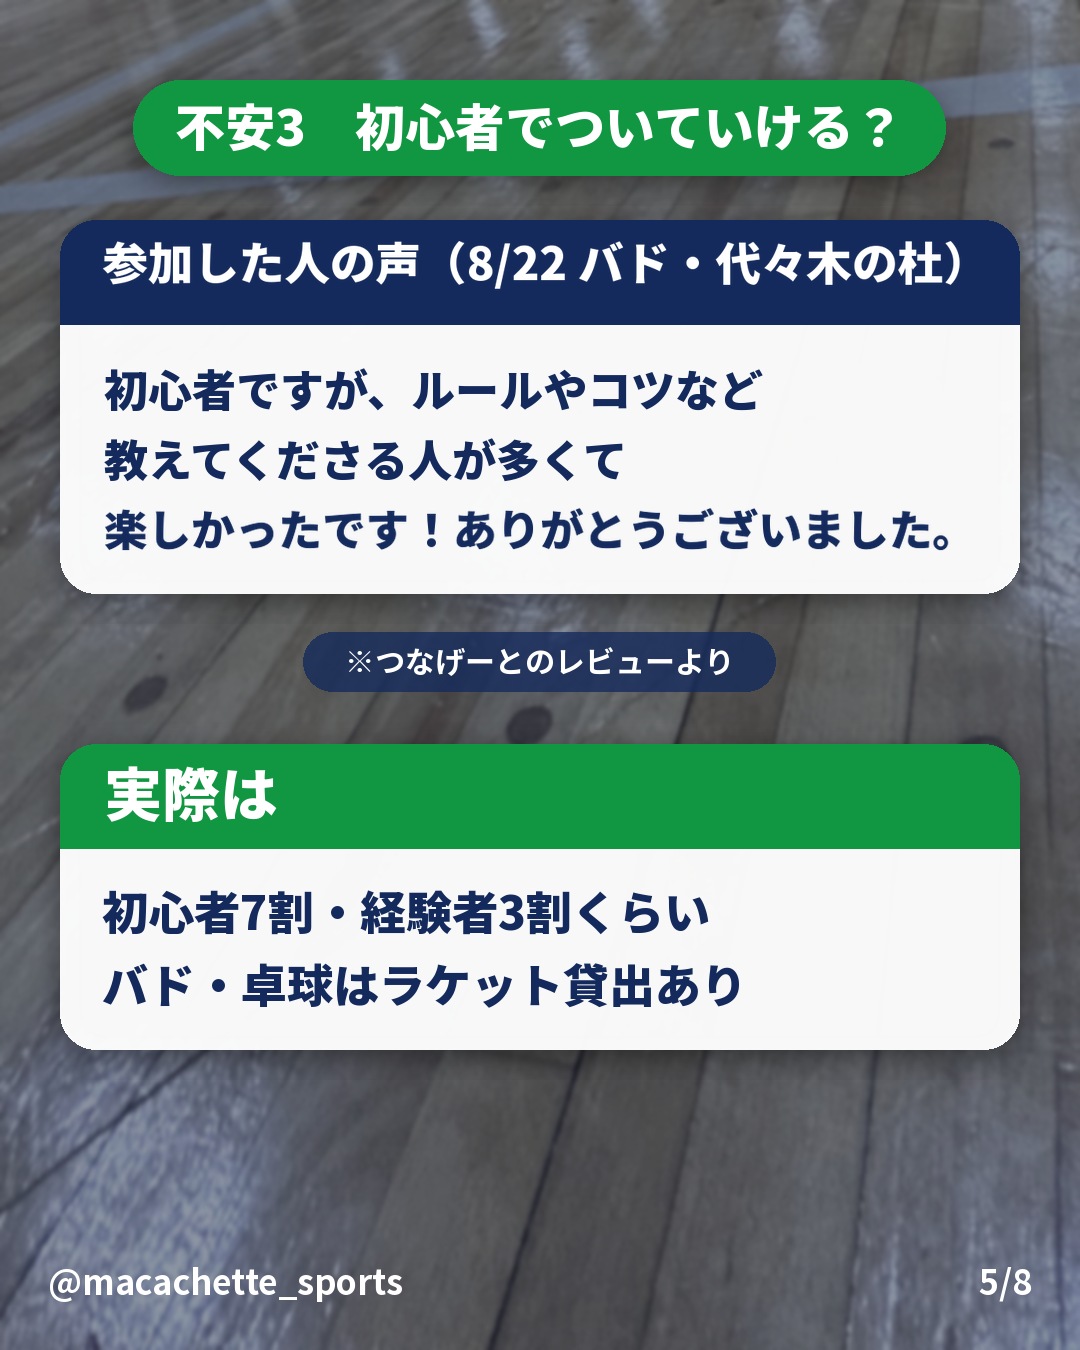 不安3　初心者でついていける？
参加した人の声（8/22 バド・代々木の杜）
初心者ですが、ルールやコツなど
教えてくださる人が多くて
楽しかったです！ありがとうございました。
※つなげーとのレビューより
実際は
初心者7割・経験者3割くらい
バド・卓球はラケット貸出あり
@macachette_sports
5/8